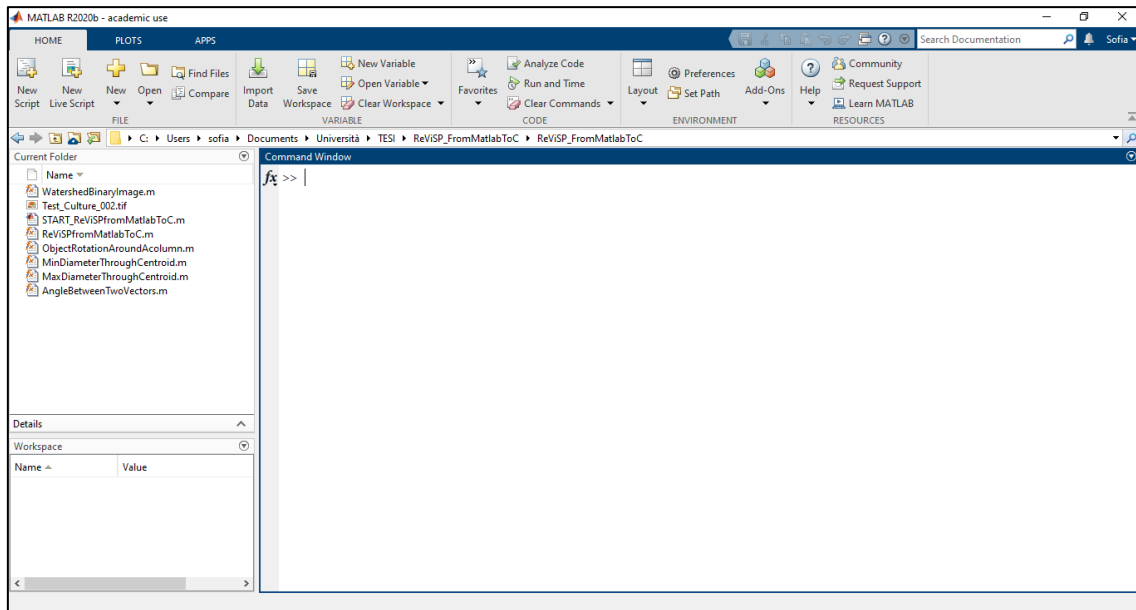 MATLAB R2020b - academic use
HOME PLOTS APPS
Search Documentation
Sofia
New Script
New Live Script
New
Open
Find Files
Compare
FILE
Import Data
Save Workspace
New Variable
Open Variable
Clear Workspace
VARIABLE
Favorites
Analyze Code
Run and Time
Clear Commands
CODE
Layout
Preferences
Set Path
ENVIRONMENT
Add-Ons
Help
Community
Request Support
Learn MATLAB
RESOURCES
C: Users sofia Documents Università TESI ReViSP_FromMatlabToC ReViSP_FromMatlabToC
Current Folder
Name
WatershedBinaryImage.m
Test_Culture_002.tif
START_ReViSPfromMatlabToC.m
ReViSPfromMatlabToC.m
ObjectRotationAroundAcolumn.m
MinDiameterThroughCentroid.m
MaxDiameterThroughCentroid.m
AngleBetweenTwoVectors.m
Details
Workspace
Name Value
Command Window
fx >>